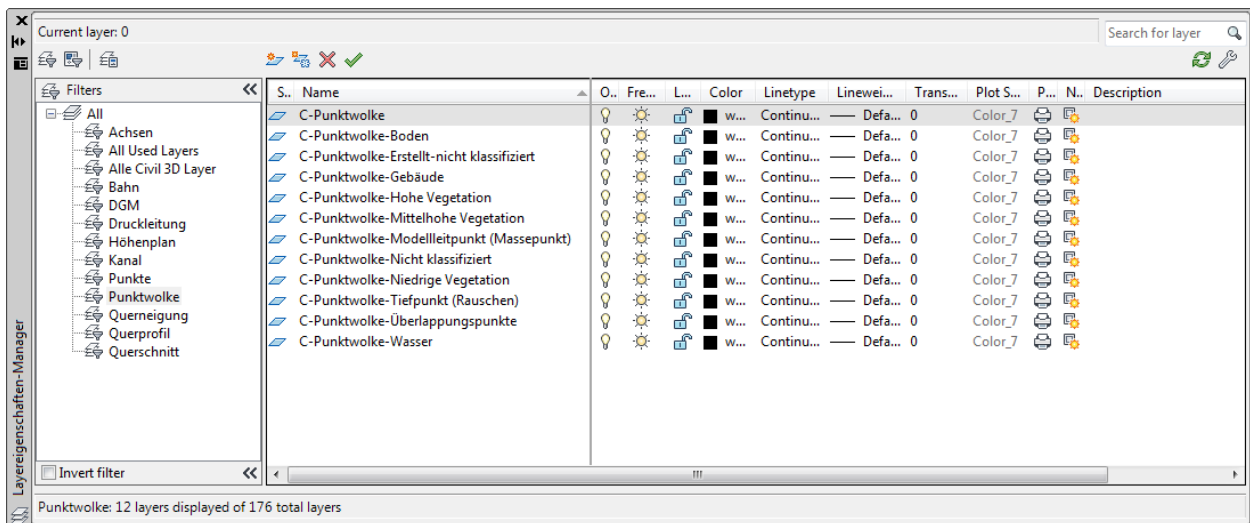 Current layer: 0
Search for layer
Filters
S.. Name O.. Fre... L... Color Linetype Linewei... Trans... Plot S... P... N.. Description
All
Achsen
All Used Layers
Alle Civil 3D Layer
Bahn
DGM
Druckleitung
Höhenplan
Kanal
Punkte
Punktwolke
Querneigung
Querprofil
Querschnitt
C-Punktwolke w... Continu... Defa... 0 Color_7
C-Punktwolke-Boden w... Continu... Defa... 0 Color_7
C-Punktwolke-Erstellt-nicht klassifiziert w... Continu... Defa... 0 Color_7
C-Punktwolke-Gebäude w... Continu... Defa... 0 Color_7
C-Punktwolke-Hohe Vegetation w... Continu... Defa... 0 Color_7
C-Punktwolke-Mittelhohe Vegetation w... Continu... Defa... 0 Color_7
C-Punktwolke-Modellleitpunkt (Massepunkt) w... Continu... Defa... 0 Color_7
C-Punktwolke-Nicht klassifiziert w... Continu... Defa... 0 Color_7
C-Punktwolke-Niedrige Vegetation w... Continu... Defa... 0 Color_7
C-Punktwolke-Tiefpunkt (Rauschen) w... Continu... Defa... 0 Color_7
C-Punktwolke-Überlappungspunkte w... Continu... Defa... 0 Color_7
C-Punktwolke-Wasser w... Continu... Defa... 0 Color_7
Invert filter
Layereigenschaften-Manager
Punktwolke: 12 layers displayed of 176 total layers